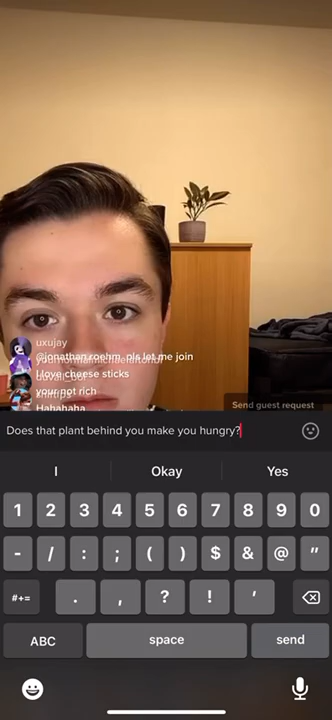 uxujay
@jonathan.roehm pls let me join
I love cheese sticks
your not rich
Hahahaha
Send guest request
Does that plant behind you make you hungry?
I Okay Yes
1 2 3 4 5 6 7 8 9 0
- / : ; ( ) $ & @ "
#+= . , ? ! '
ABC space send